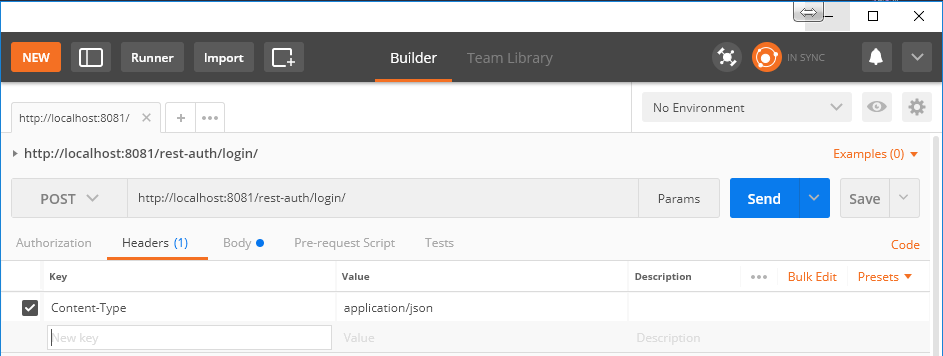 NEW Runner Import Builder Team Library IN SYNC
http://localhost:8081/ No Environment
http://localhost:8081/rest-auth/login/ Examples (0)
POST http://localhost:8081/rest-auth/login/ Params Send Save
Authorization Headers (1) Body Pre-request Script Tests Code
Key Value Description Bulk Edit Presets
Content-Type application/json
New key Value Description